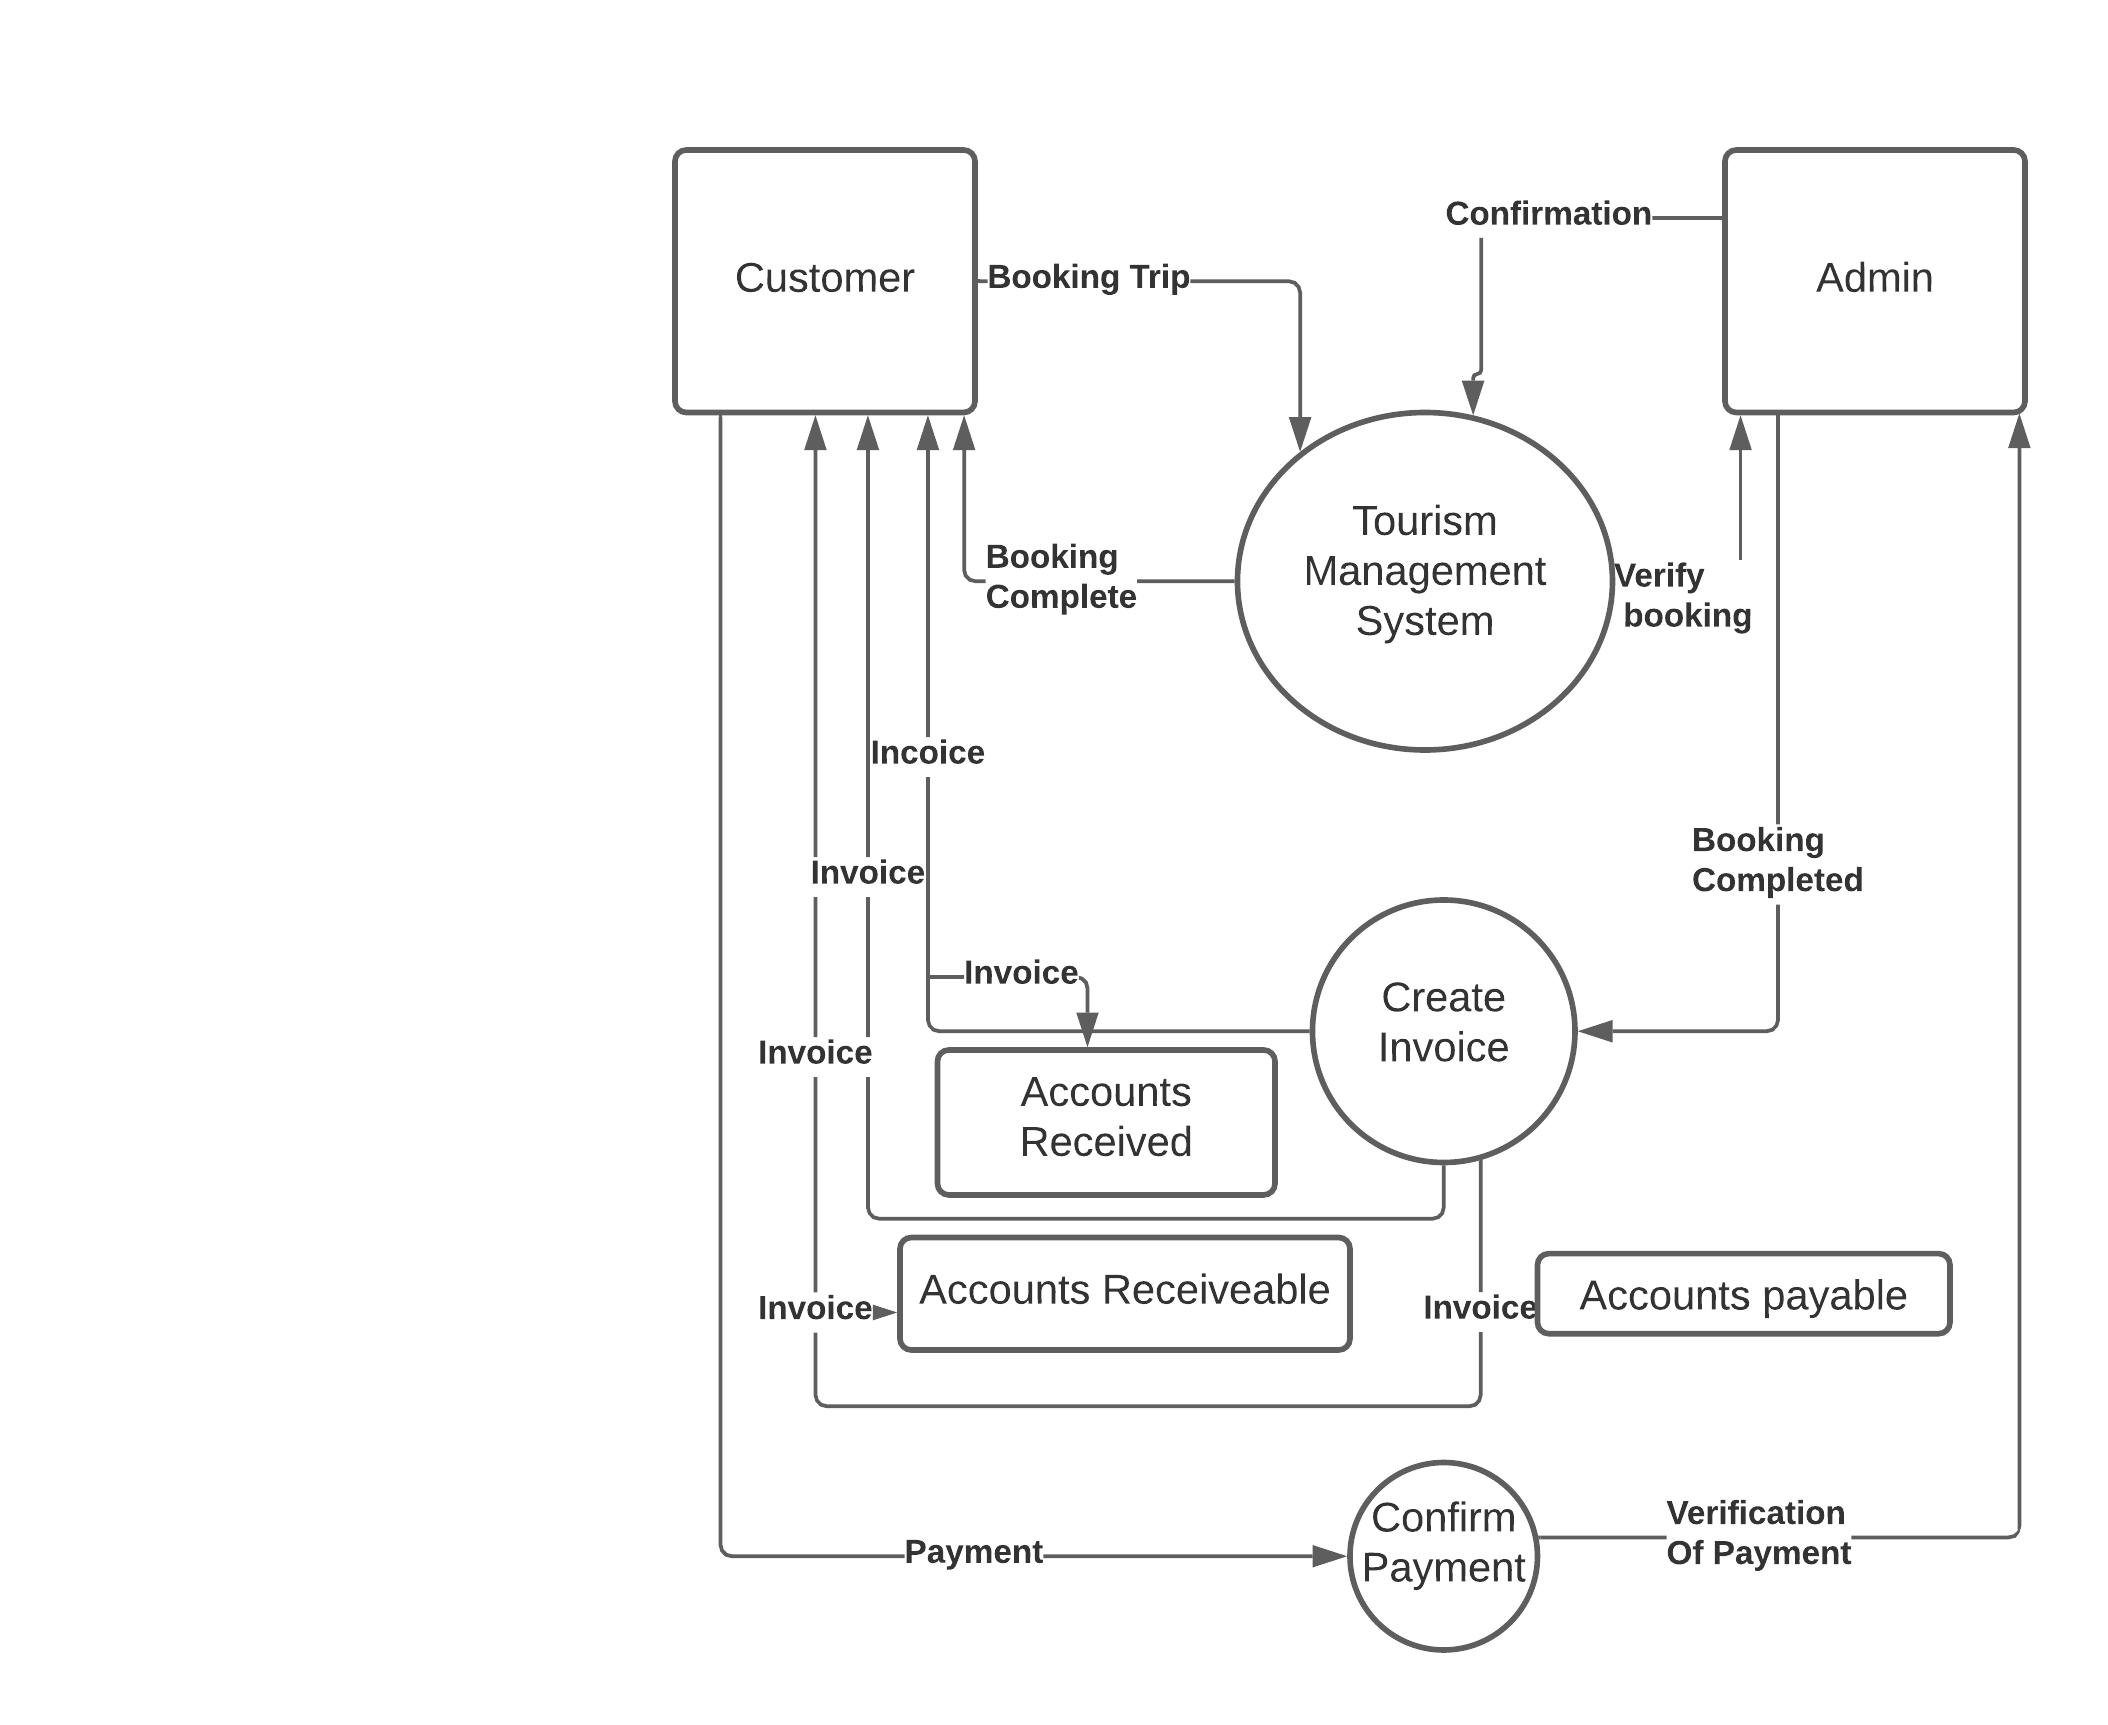 Customer
Admin
Confirmation
Booking Trip
Tourism
Management
System
Booking
Complete
Verify
booking
Incoice
Invoice
Booking
Completed
Invoice
Create
Invoice
Invoice
Accounts
Received
Accounts Receiveable
Accounts payable
Invoice
Invoice
Confirm
Payment
Payment
Verification
Of Payment